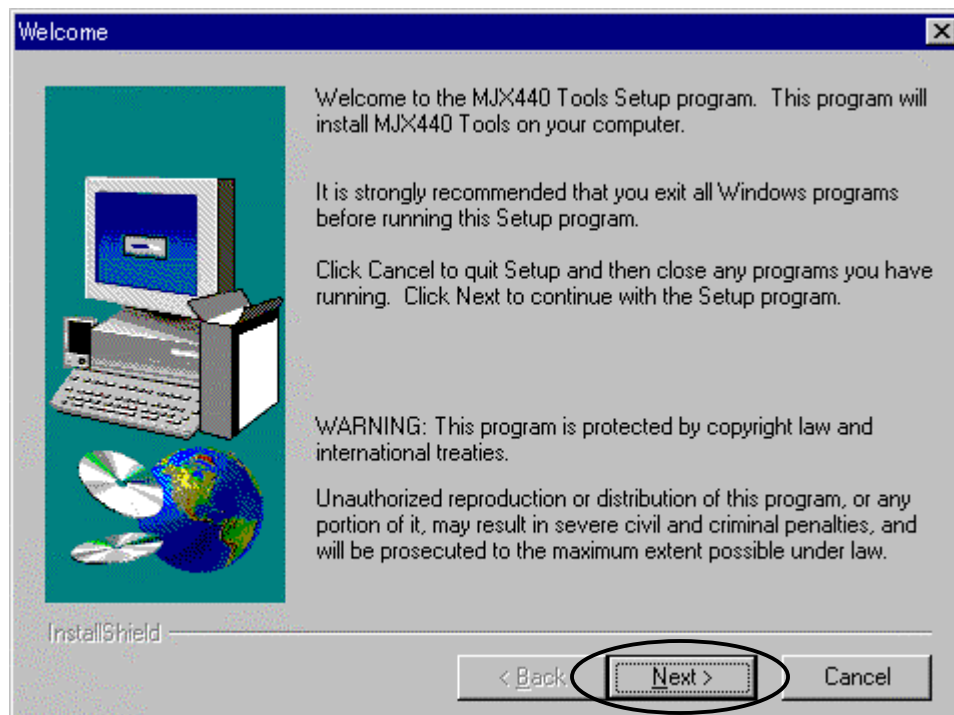 Welcome
Welcome to the MJX440 Tools Setup program.  This program will
install MJX440 Tools on your computer.
It is strongly recommended that you exit all Windows programs
before running this Setup program.
Click Cancel to quit Setup and then close any programs you have
running.  Click Next to continue with the Setup program.
WARNING: This program is protected by copyright law and
international treaties.
Unauthorized reproduction or distribution of this program, or any
portion of it, may result in severe civil and criminal penalties, and
will be prosecuted to the maximum extent possible under law.
InstallShield
< Back
Next >
Cancel